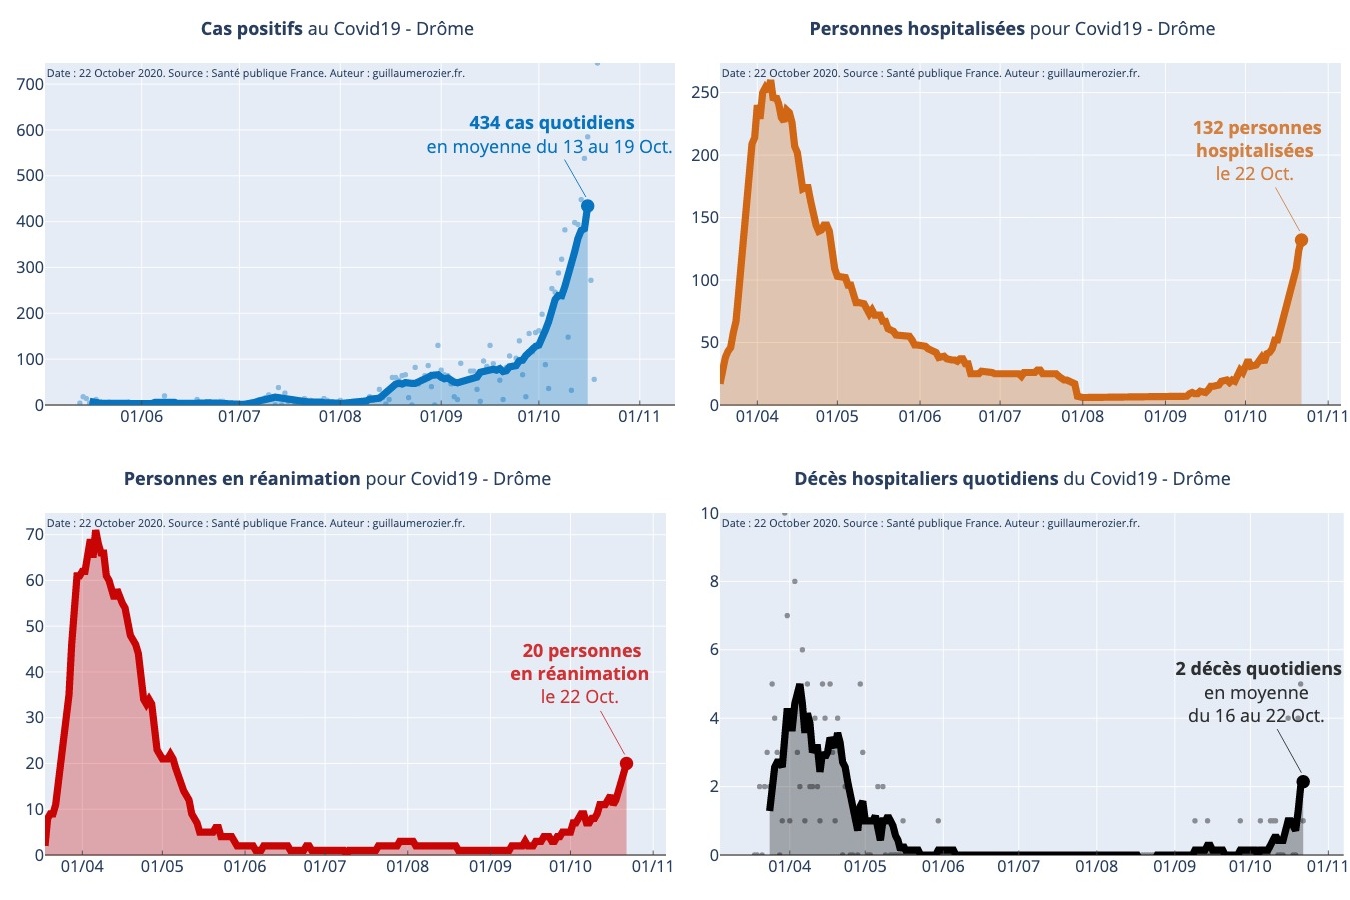 Cas positifs au Covid19 - Drôme
Date : 22 October 2020. Source : Santé publique France. Auteur : guillaumerozier.fr.
700
600
500
400
300
200
100
0
434 cas quotidiens
en moyenne du 13 au 19 Oct.
01/06 01/07 01/08 01/09 01/10 01/11
Personnes hospitalisées pour Covid19 - Drôme
Date : 22 October 2020. Source : Santé publique France. Auteur : guillaumerozier.fr.
250
200
150
100
50
0
132 personnes
hospitalisées
le 22 Oct.
01/04 01/05 01/06 01/07 01/08 01/09 01/10 01/11
Personnes en réanimation pour Covid19 - Drôme
Date : 22 October 2020. Source : Santé publique France. Auteur : guillaumerozier.fr.
70
60
50
40
30
20
10
0
20 personnes
en réanimation
le 22 Oct.
01/04 01/05 01/06 01/07 01/08 01/09 01/10 01/11
Décès hospitaliers quotidiens du Covid19 - Drôme
Date : 22 October 2020. Source : Santé publique France. Auteur : guillaumerozier.fr.
10
8
6
4
2
0
2 décès quotidiens
en moyenne
du 16 au 22 Oct.
01/04 01/05 01/06 01/07 01/08 01/09 01/10 01/11